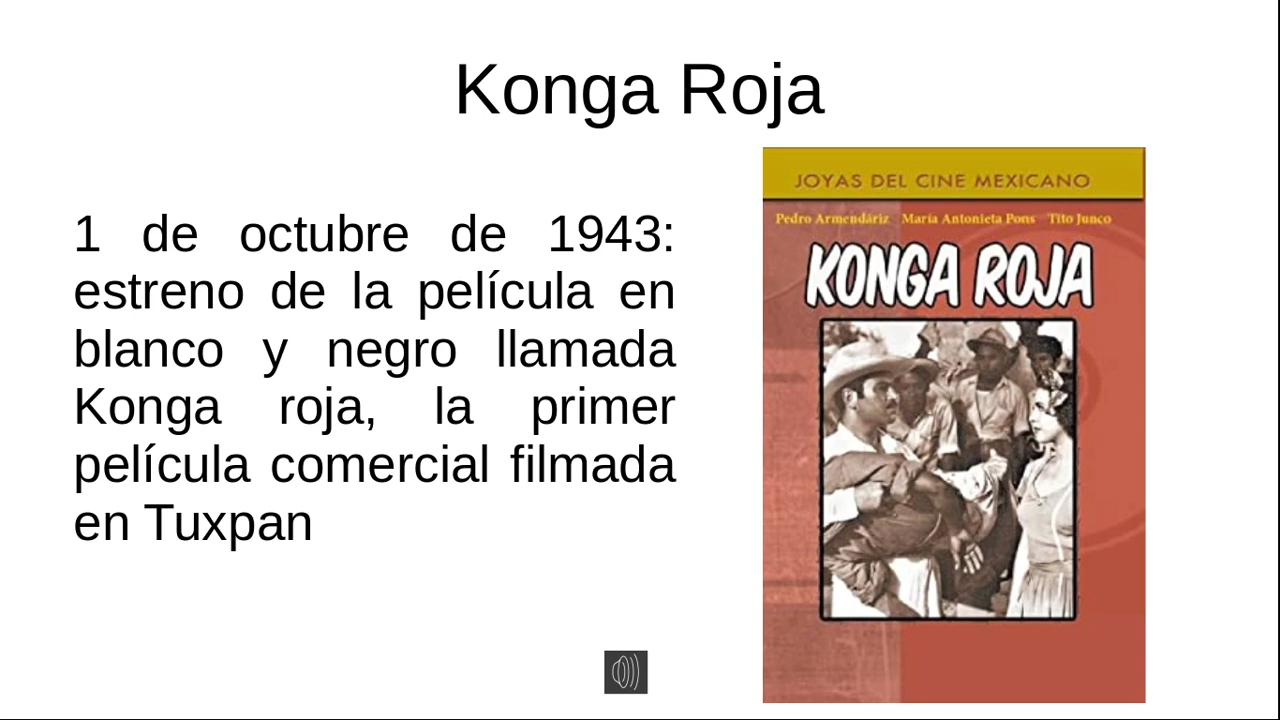 Konga Roja
1 de octubre de 1943:
estreno de la película en
blanco y negro llamada
Konga roja, la primer
película comercial filmada
en Tuxpan
JOYAS DEL CINE MEXICANO
Pedro Armendáriz María Antonieta Pons Tito Junco
KONGA ROJA